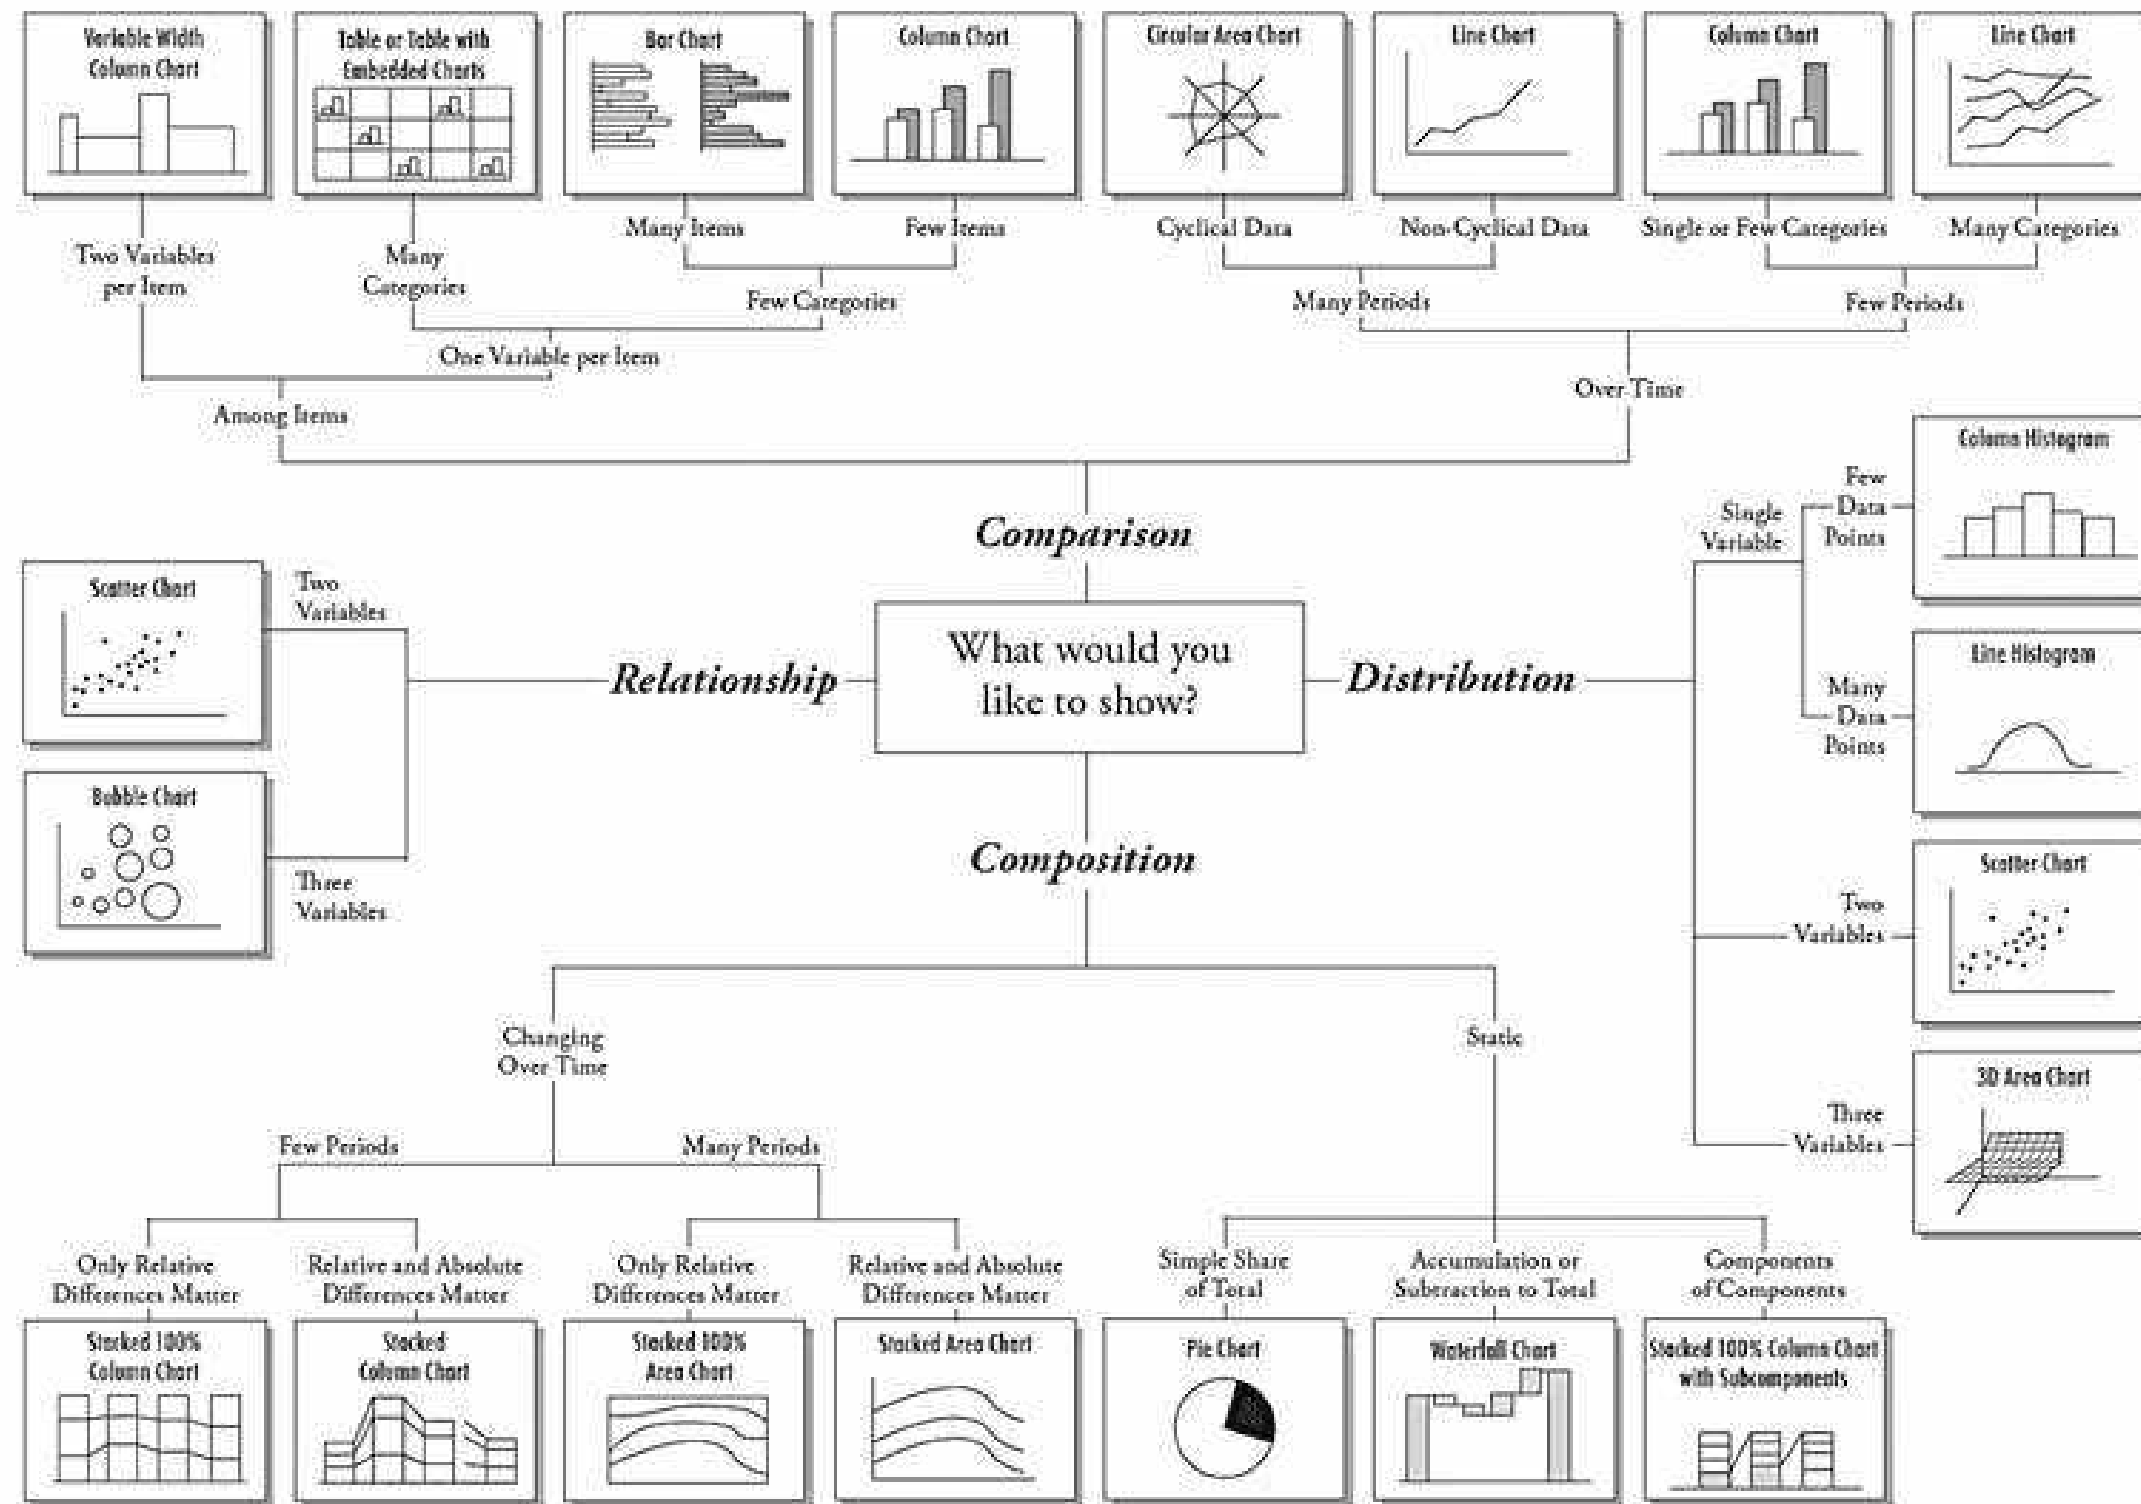 Variable Width
Column Chart
Table or Table with
Embedded Charts
Bar Chart
Column Chart
Circular Area Chart
Line Chart
Column Chart
Line Chart
Two Variables
per Item
Many
Categories
Many Items
Few Items
Cyclical Data
Non-Cyclical Data
Single or Few Categories
Many Categories
Few Categories
Many Periods
Few Periods
One Variable per Item
Over Time
Among Items
Comparison
Relationship
What would you
like to show?
Distribution
Composition
Two
Variables
Scatter Chart
Bubble Chart
Three
Variables
Single
Variable
Few
Data
Points
Column Histogram
Many
Data
Points
Line Histogram
Two
Variables
Scatter Chart
Three
Variables
3D Area Chart
Changing
Over Time
Static
Few Periods
Many Periods
Only Relative
Differences Matter
Relative and Absolute
Differences Matter
Only Relative
Differences Matter
Relative and Absolute
Differences Matter
Simple Share
of Total
Accumulation or
Subtraction to Total
Components
of Components
Stacked 100%
Column Chart
Stacked
Column Chart
Stacked 100%
Area Chart
Stacked Area Chart
Pie Chart
Waterfall Chart
Stacked 100% Column Chart
with Subcomponents